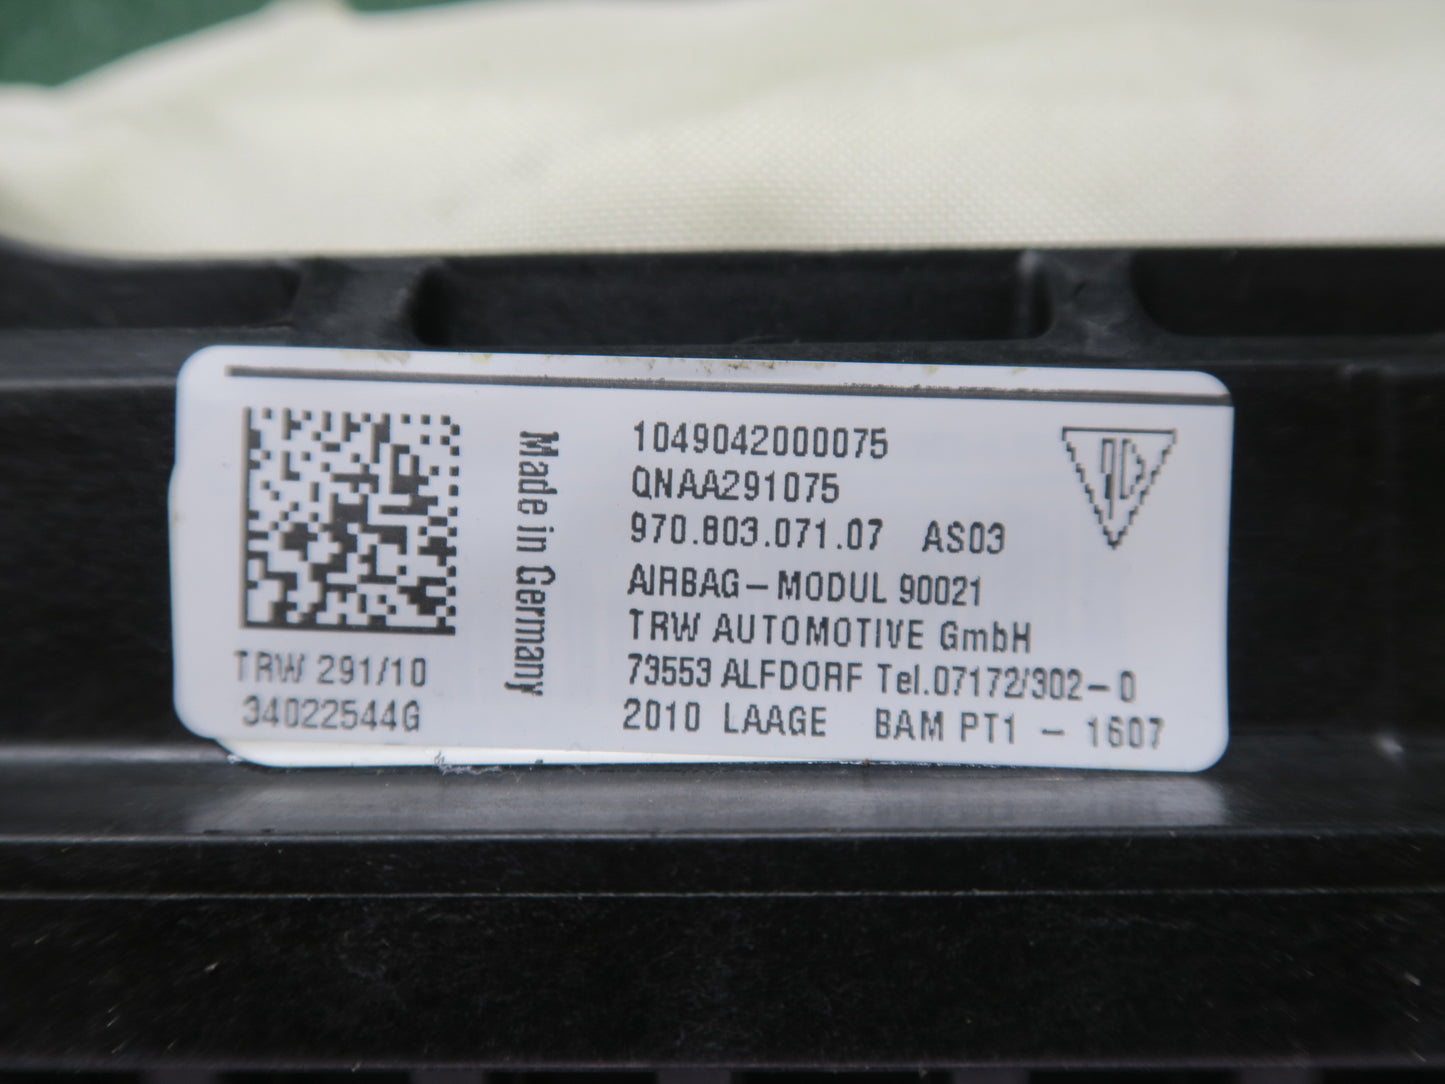 1049042000075
QNAA291075
970.803.071.07 AS03
AIRBAG-MODUL 90021
TRW AUTOMOTIVE GmbH
73553 ALFDORF Tel.07172/302-0
2010 LAAGE BAM PT1 - 1607
Made in Germany
TRW 291/10
34022544G